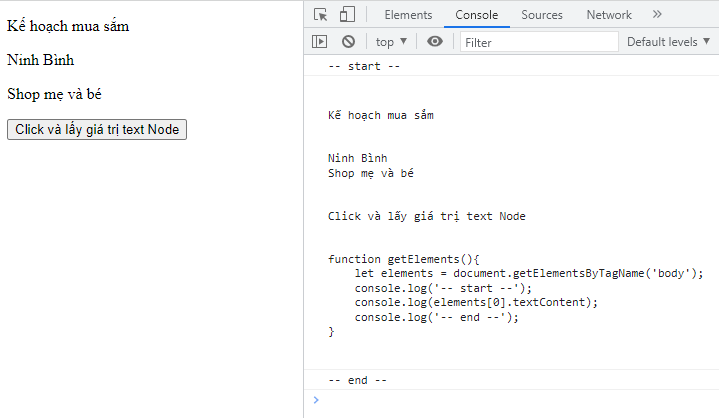 Kế hoạch mua sắm
Ninh Bình
Shop mẹ và bé
Click và lấy giá trị text Node
Elements Console Sources Network »
top ▼ Filter Default levels ▼
-- start --
Kế hoạch mua sắm
Ninh Bình
Shop mẹ và bé
Click và lấy giá trị text Node
function getElements(){
    let elements = document.getElementsByTagName('body');
    console.log('-- start --');
    console.log(elements[0].textContent);
    console.log('-- end --');
}
-- end --
>